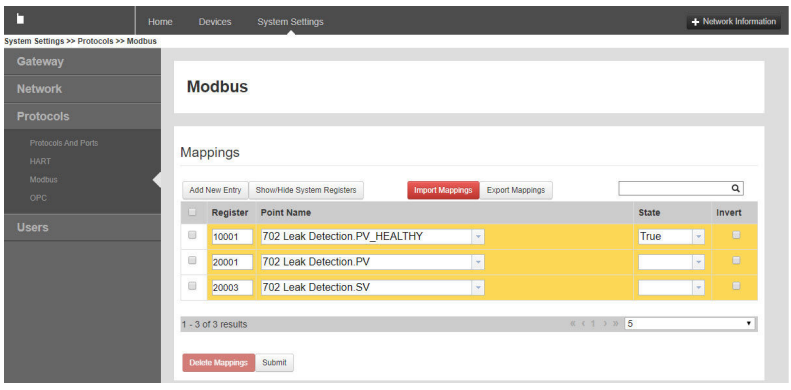 Home Devices System Settings + Network Information
System Settings >> Protocols >> Modbus
Gateway
Network
Protocols
Protocols And Ports
HART
Modbus
OPC
Users
Modbus
Mappings
Add New Entry Show/Hide System Registers Import Mappings Export Mappings
Register Point Name State Invert
10001 702 Leak Detection.PV_HEALTHY True
20001 702 Leak Detection.PV
20003 702 Leak Detection.SV
1 - 3 of 3 results « ‹ 1 › » 5
Delete Mappings Submit